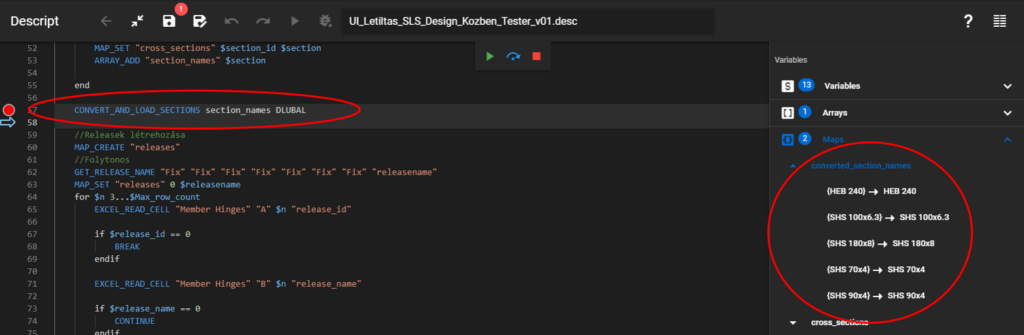 Descript
!
UI_Letiltas_SLS_Design_Kozben_Tester_v01.desc
?
52 MAP_SET "cross_sections" $section_id $section
53 ARRAY_ADD "section_names" $section
54
55 end
56
57 CONVERT_AND_LOAD_SECTIONS section_names DLUBAL
58
59 //Releasek létrehozása
60 MAP_CREATE "releases"
61 //Folytonos
62 GET_RELEASE_NAME "Fix" "Fix" "Fix" "Fix" "Fix" "Fix" "releasename"
63 MAP_SET "releases" 0 $releasename
64 for $n 3...$Max_row_count
65 EXCEL_READ_CELL "Member Hinges" "A" $n "release_id"
66
67 if $release_id == 0
68 BREAK
69 endif
70
71 EXCEL_READ_CELL "Member Hinges" "B" $n "release_name"
72
73 if $release_name == 0
74 CONTINUE
75 endif
Variables
S 13 Variables
[] 1 Arrays
2 Maps
converted_section_names
{HEB 240} → HEB 240
{SHS 100x6.3} → SHS 100x6.3
{SHS 180x8} → SHS 180x8
{SHS 70x4} → SHS 70x4
{SHS 90x4} → SHS 90x4
cross_sections